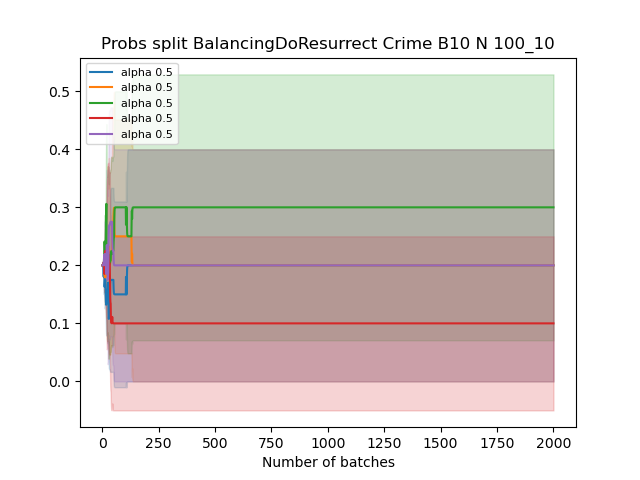 Probs split BalancingDoResurrect Crime B10 N 100_10
alpha 0.5
alpha 0.5
alpha 0.5
alpha 0.5
alpha 0.5
0.5
0.4
0.3
0.2
0.1
0.0
0 250 500 750 1000 1250 1500 1750 2000
Number of batches